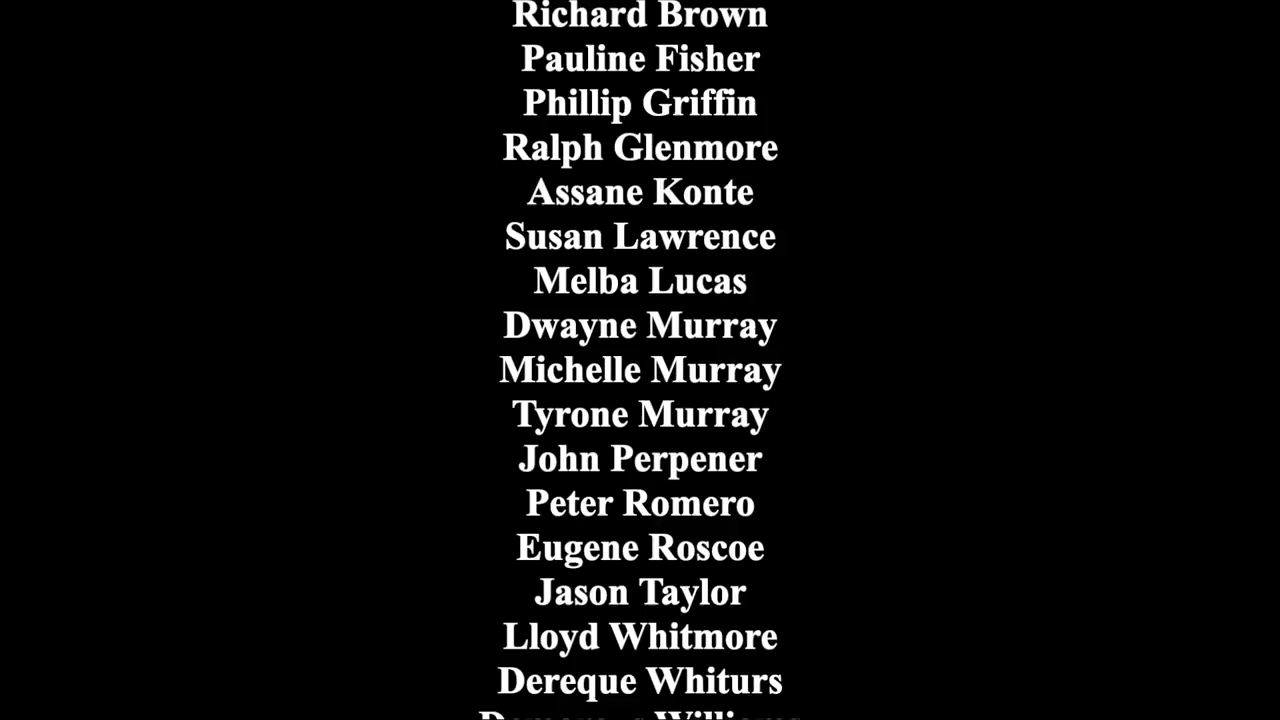 Richard Brown
Pauline Fisher
Phillip Griffin
Ralph Glenmore
Assane Konte
Susan Lawrence
Melba Lucas
Dwayne Murray
Michelle Murray
Tyrone Murray
John Perpener
Peter Romero
Eugene Roscoe
Jason Taylor
Lloyd Whitmore
Dereque Whiturs
Williams